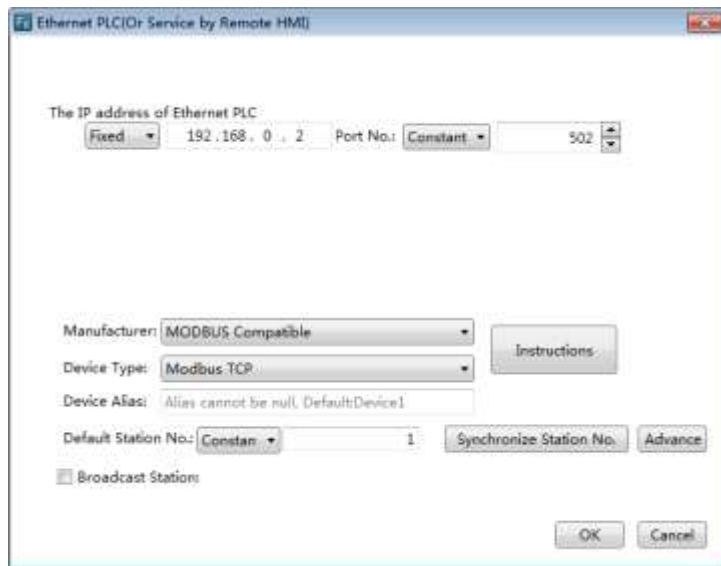 Ethernet PLC(Or Service by Remote HMI)
The IP address of Ethernet PLC
Fixed 192.168. 0 . 2 Port No.: Constant 502
Manufacturer: MODBUS Compatible
Instructions
Device Type: Modbus TCP
Device Alias: Alias cannot be null, Default:Device1
Default Station No.: Constan 1 Synchronize Station No. Advance
Broadcast Station:
OK Cancel